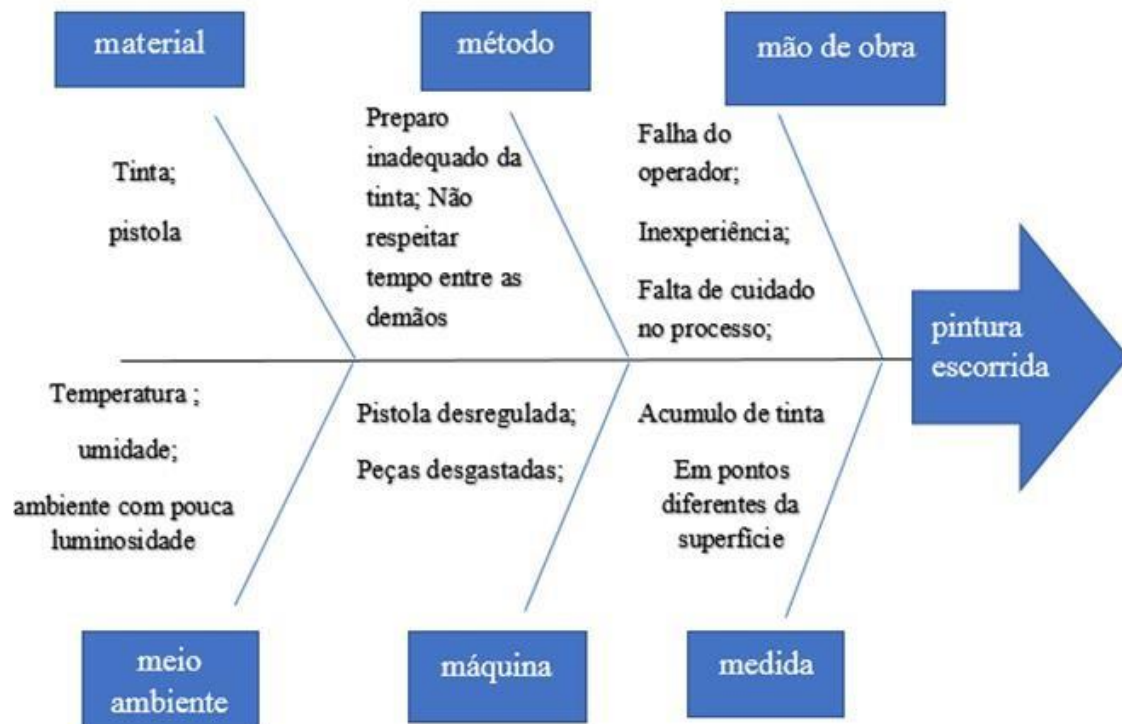 material
método
mão de obra
Tinta;
pistola
Preparo
inadequado da
tinta; Não
respeitar
tempo entre as
demãos
Falha do
operador;
Inexperiência;
Falta de cuidado
no processo;
pintura
escorrida
Temperatura ;
umidade;
ambiente com pouca
luminosidade
Pistola desregulada;
Peças desgastadas;
Acumulo de tinta
Em pontos
diferentes da
superfície
meio
ambiente
máquina
medida